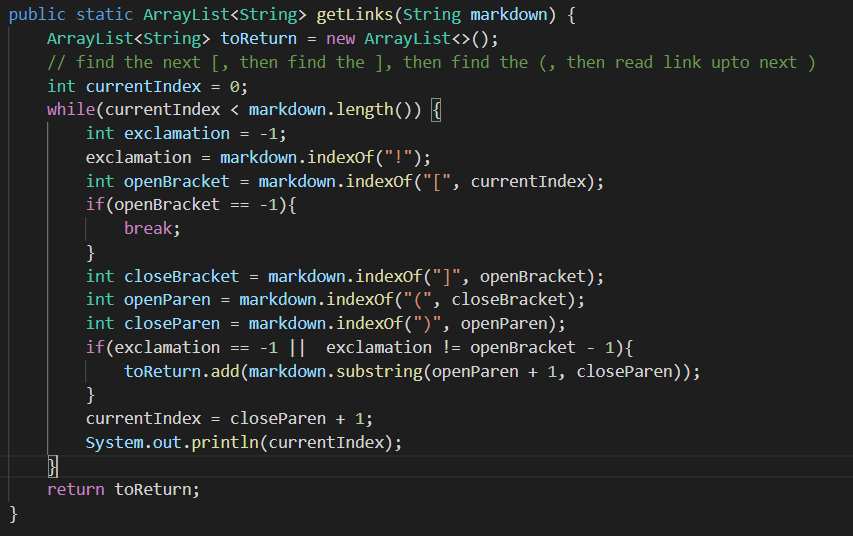 public static ArrayList<String> getLinks(String markdown) {
    ArrayList<String> toReturn = new ArrayList<>();
    // find the next [, then find the ], then find the (, then read link upto next )
    int currentIndex = 0;
    while(currentIndex < markdown.length()) {
        int exclamation = -1;
        exclamation = markdown.indexOf("!");
        int openBracket = markdown.indexOf("[", currentIndex);
        if(openBracket == -1){
            break;
        }
        int closeBracket = markdown.indexOf("]", openBracket);
        int openParen = markdown.indexOf("(", closeBracket);
        int closeParen = markdown.indexOf(")", openParen);
        if(exclamation == -1 ||  exclamation != openBracket - 1){
            toReturn.add(markdown.substring(openParen + 1, closeParen));
        }
        currentIndex = closeParen + 1;
        System.out.println(currentIndex);
    }
    return toReturn;
}